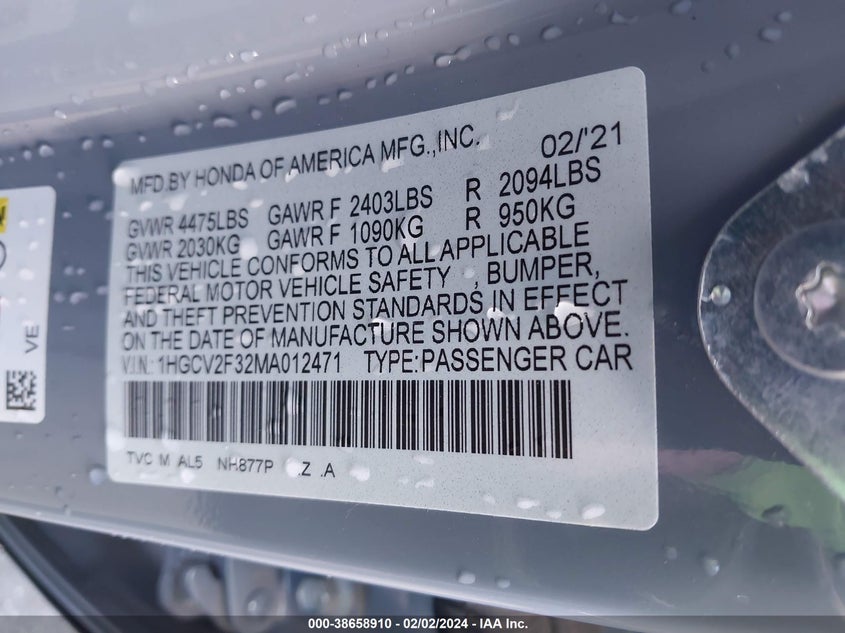 MFD.BY HONDA OF AMERICA MFG.,INC. 02/'21
GVWR 4475LBS GAWR F 2403LBS R 2094LBS
GVWR 2030KG GAWR F 1090KG R 950KG
THIS VEHICLE CONFORMS TO ALL APPLICABLE
FEDERAL MOTOR VEHICLE SAFETY , BUMPER,
AND THEFT PREVENTION STANDARDS IN EFFECT
ON THE DATE OF MANUFACTURE SHOWN ABOVE.
V.I.N.: 1HGCV2F32MA012471 TYPE:PASSENGER CAR
TVC M AL5 NH877P .Z .A
VE
000-38658910 - 02/02/2024 - IAA Inc.